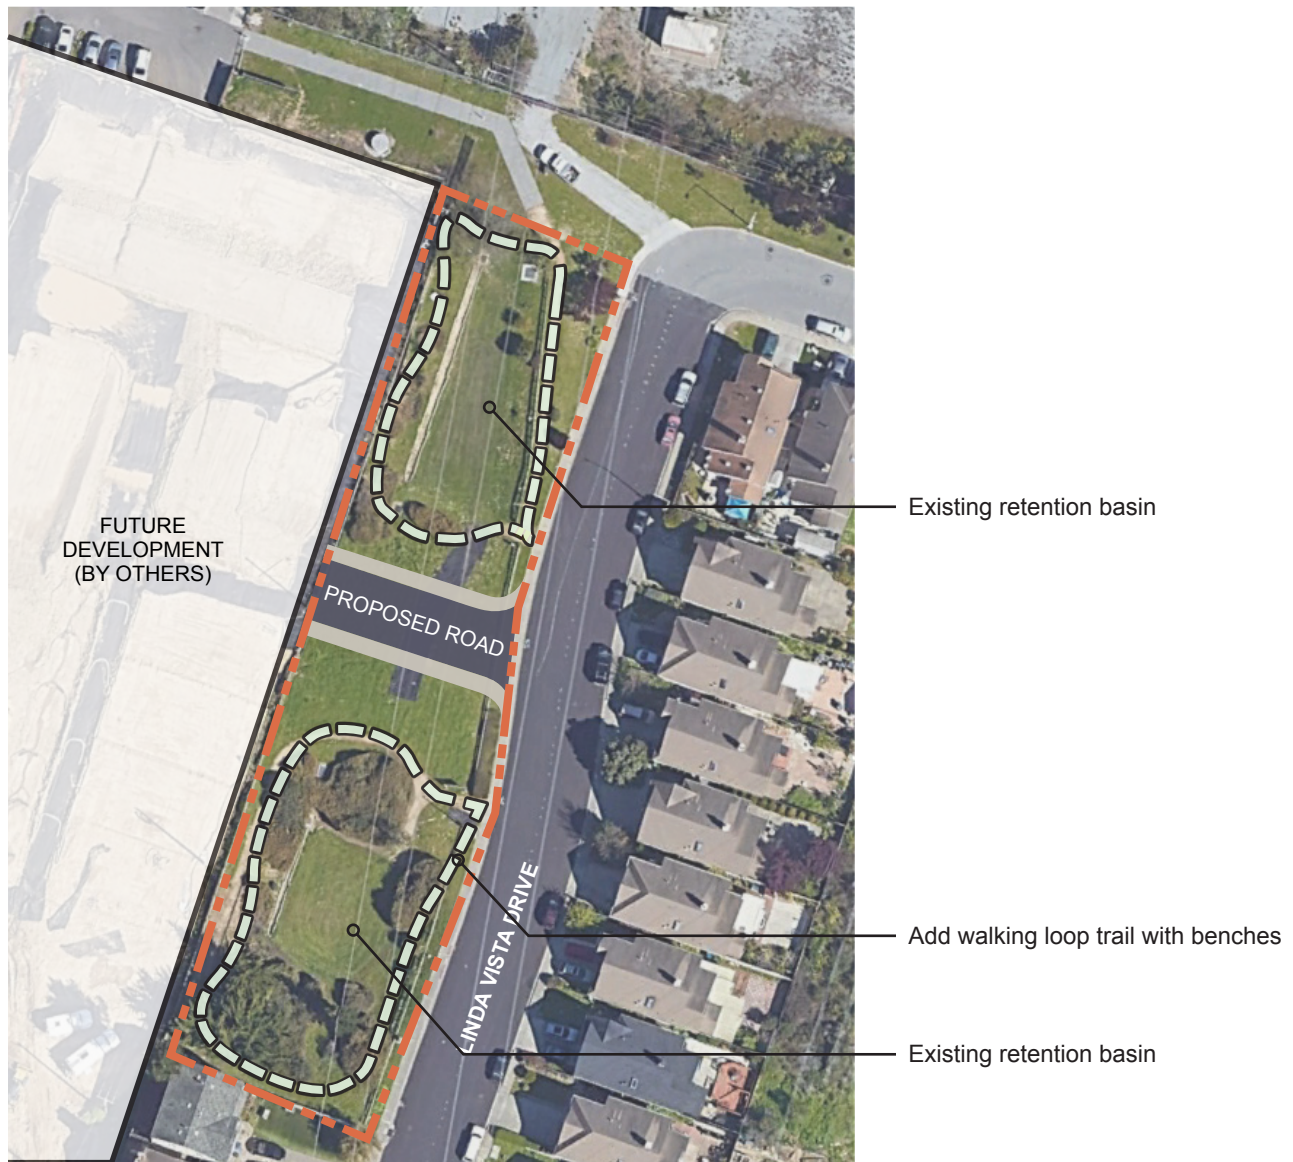 Existing retention basin
FUTURE
DEVELOPMENT
(BY OTHERS)
PROPOSED ROAD
LINDA VISTA DRIVE
Add walking loop trail with benches
Existing retention basin